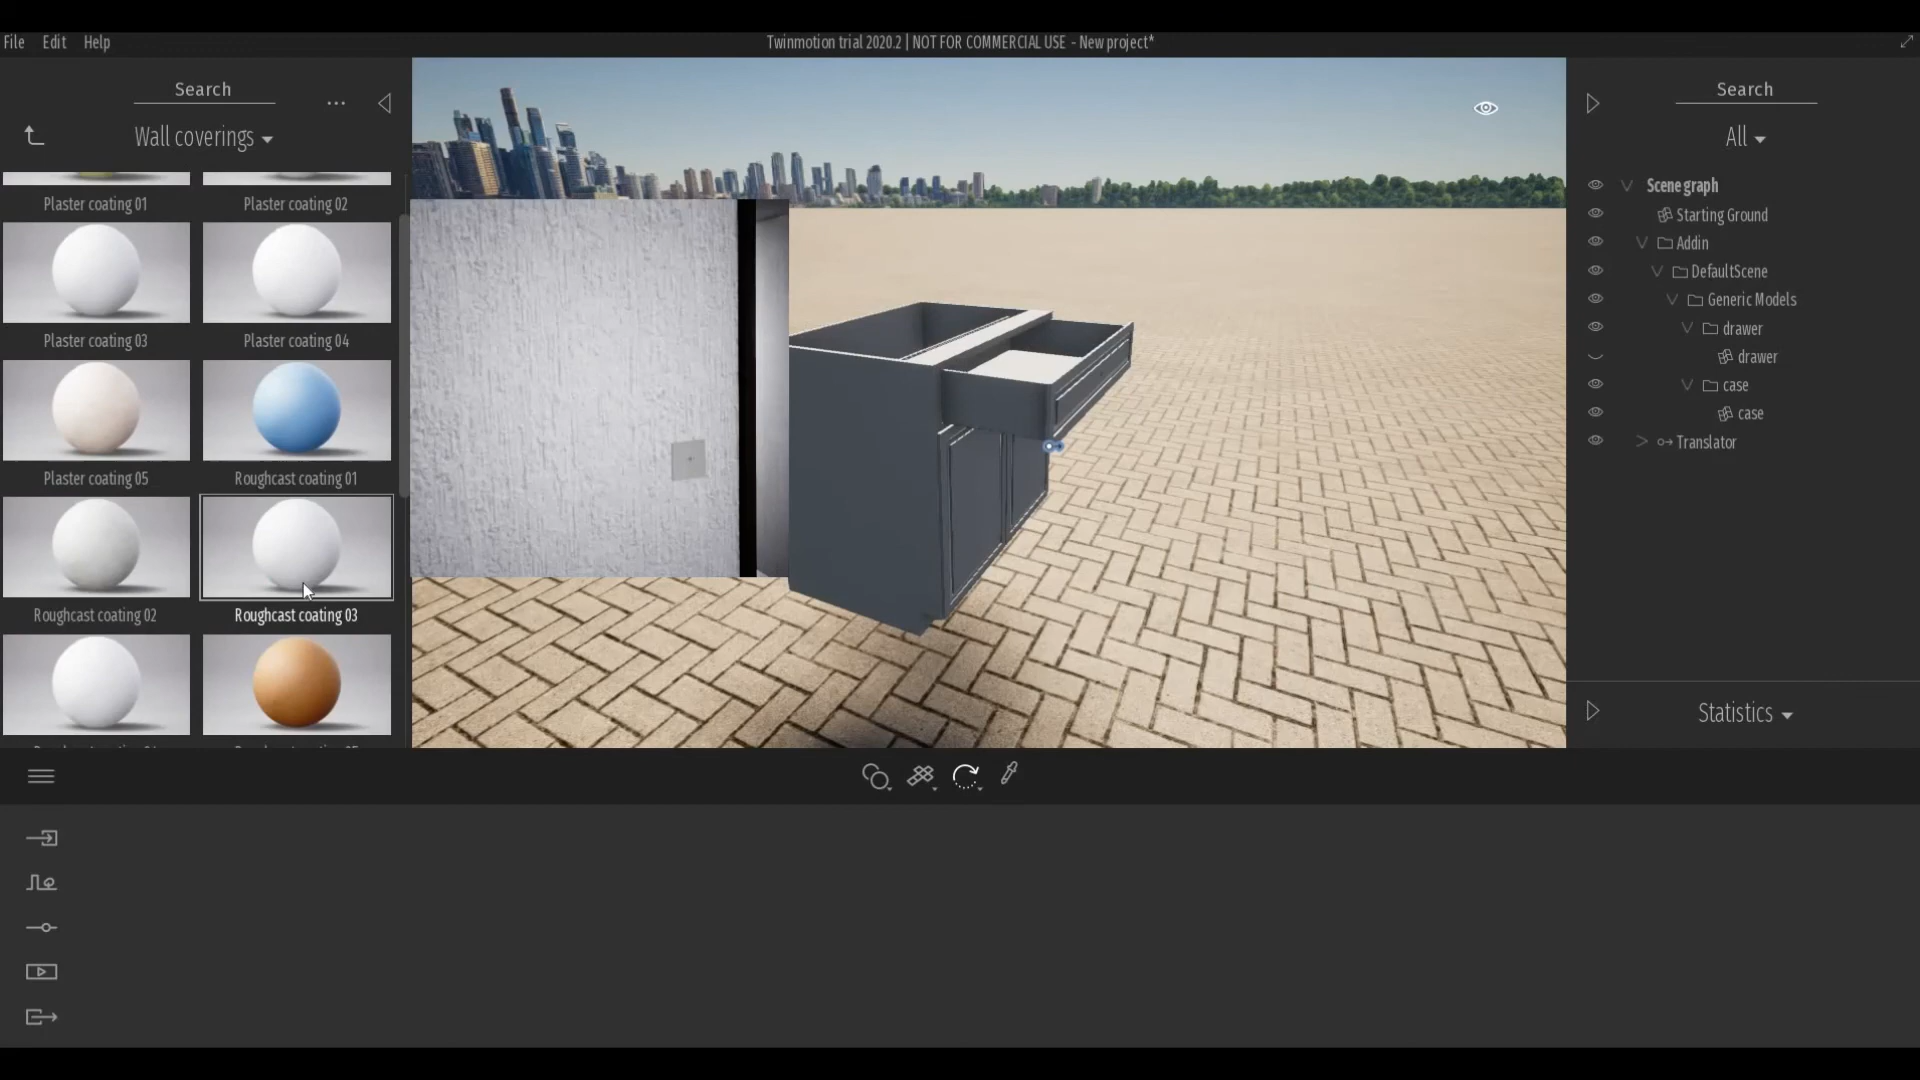 File Edit Help
Twinmotion trial 2020.2 | NOT FOR COMMERCIAL USE - New project*
Search
...
Wall coverings
Plaster coating 01
Plaster coating 02
Plaster coating 03
Plaster coating 04
Plaster coating 05
Roughcast coating 01
Roughcast coating 02
Roughcast coating 03
Search
All
Scene graph
Starting Ground
Addin
DefaultScene
Generic Models
drawer
drawer
case
case
Translator
Statistics